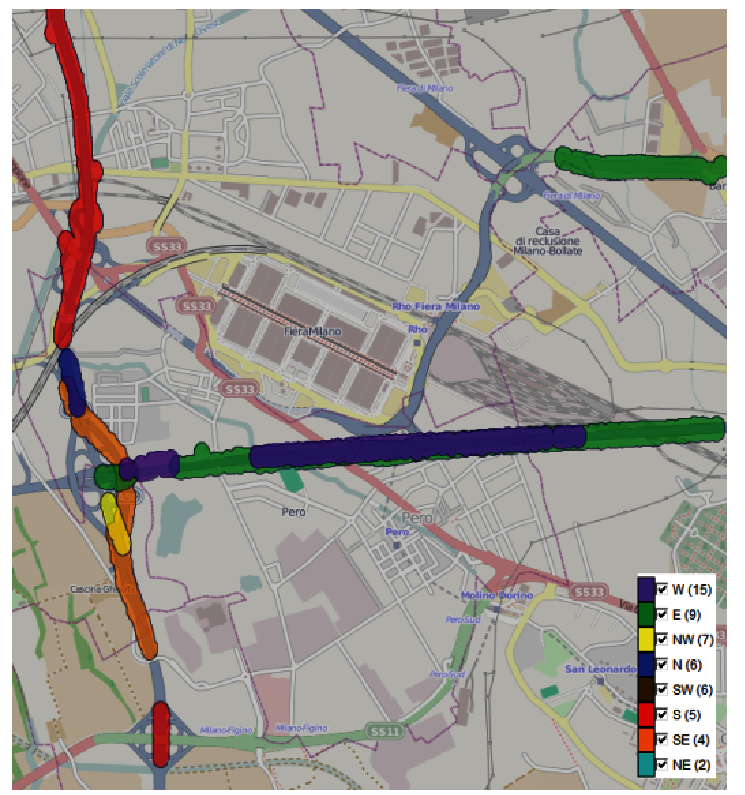 Fiera di Milano
Fiera di Milano
Casa
di reclusione
Milano-Bollate
SS33
SS33
Rho Fiera Milano
Rho
FieraMilano
SS33
Pero
Pero
Pero
SS33
Molino Dorino
Pero-Sud
San Leonardo
Pero-Sud
Milano-Figino
Milano-Figino
SS11
W (15)
E (9)
NW (7)
N (6)
SW (6)
S (5)
SE (4)
NE (2)